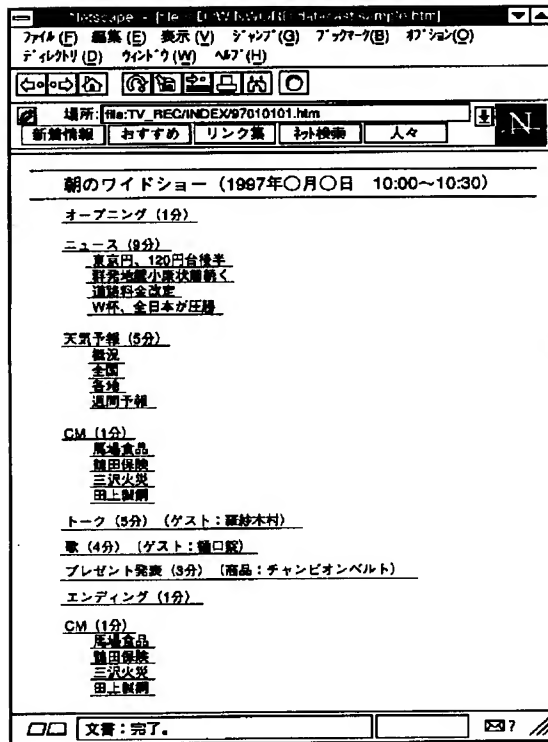 Netscape - [file
ファイル(F) 編集(E) 表示(V) ジャンプ(G) ブックマーク(B) オプション(O)
ディレクトリ(D) ウィンドウ(W) ヘルプ(H)
場所: file:TV_REC/INDEX/97010101.htm
N
新着情報 おすすめ リンク集 ネット検索 人々
朝のワイドショー(1997年○月○日 10:00~10:30)
オープニング(1分)
ニュース(9分)
東京円、120円台後半
群発地震小康状態続く
道路料金改定
W杯、全日本が圧勝
天気予報(5分)
概況
全国
各地
週間予報
CM(1分)
馬場食品
鶴田保険
三沢火災
田上製鋼
トーク(5分)(ゲスト:羅紗木村)
歌(4分)(ゲスト:樋口錠)
プレゼント発表(3分)(商品:チャンピオンベルト)
エンディング(1分)
CM(1分)
馬場食品
鶴田保険
三沢火災
田上製鋼
文書:完了。
?